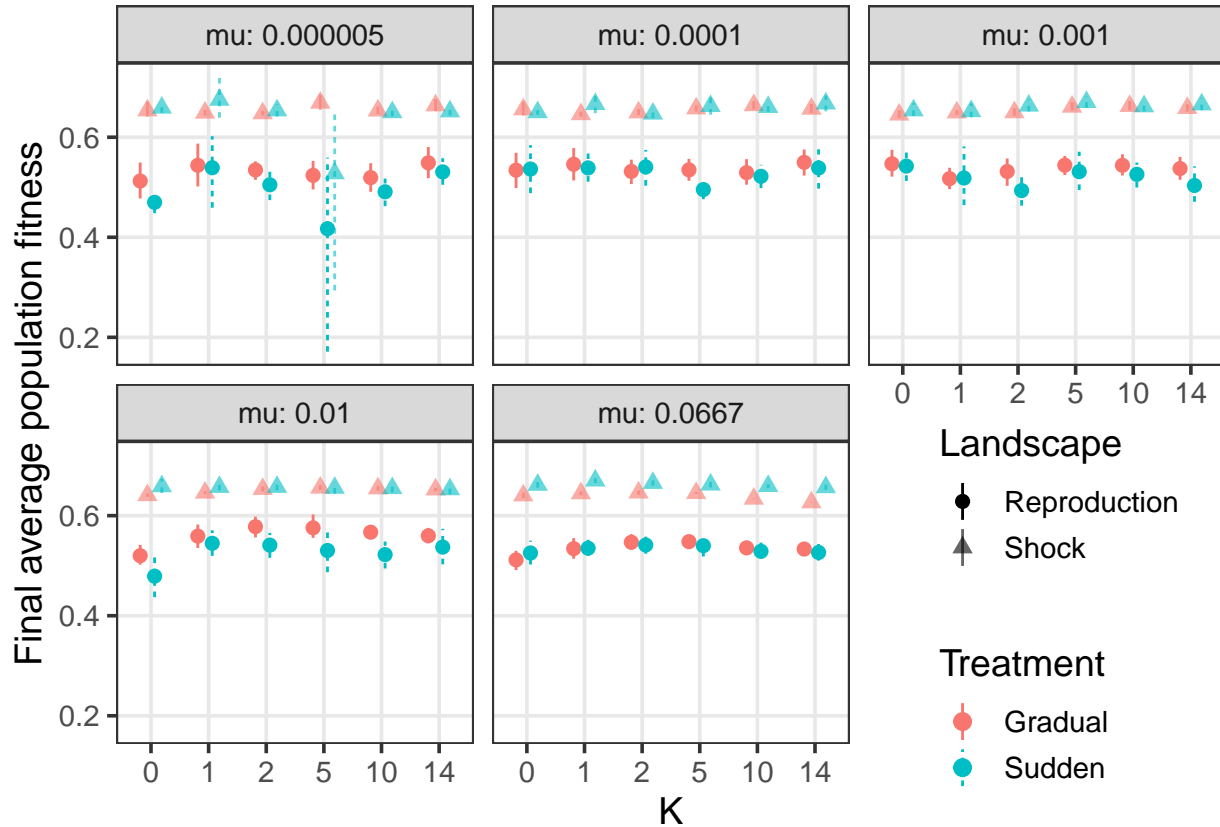 mu: 0.000005
mu: 0.0001
mu: 0.001
Final average population fitness
0.6
0.4
0.2
0 1 2 5 10 14
mu: 0.01
mu: 0.0667
0.6
0.4
0.2
0 1 2 5 10 14
0 1 2 5 10 14
K
Landscape
Reproduction
Shock
Treatment
Gradual
Sudden